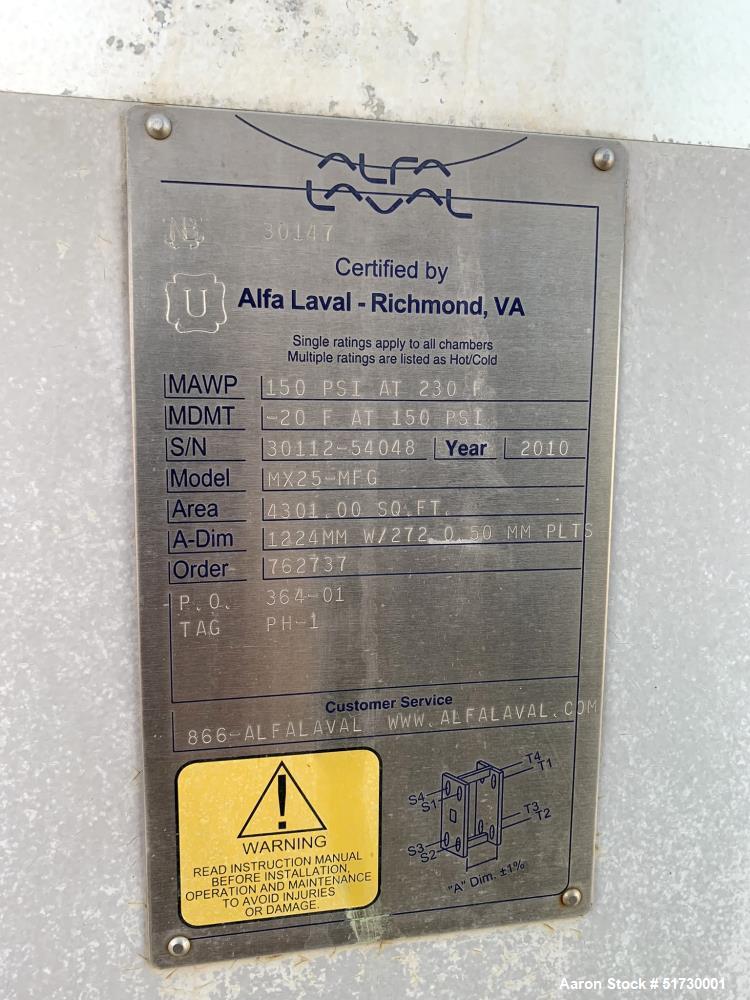 ALFA
LAVAL
NB 30147
Certified by
U Alfa Laval - Richmond, VA
Single ratings apply to all chambers
Multiple ratings are listed as Hot/Cold
MAWP 150 PSI AT 230 F
MDMT -20 F AT 150 PSI
S/N 30112-54048 Year 2010
Model MX25-MFG
Area 4301.00 SQ.FT.
A-Dim 1224MM W/272 0.50 MM PLTS
Order 762737
P.O. 364-01
TAG PH-1
Customer Service
866-ALFALAVAL WWW.ALFALAVAL.COM
WARNING
READ INSTRUCTION MANUAL
BEFORE INSTALLATION,
OPERATION AND MAINTENANCE
TO AVOID INJURIES
OR DAMAGE.
T4
T1
S4
S1
T3
T2
S3
S2
"A" Dim. ±1%
Aaron Stock # 51730001